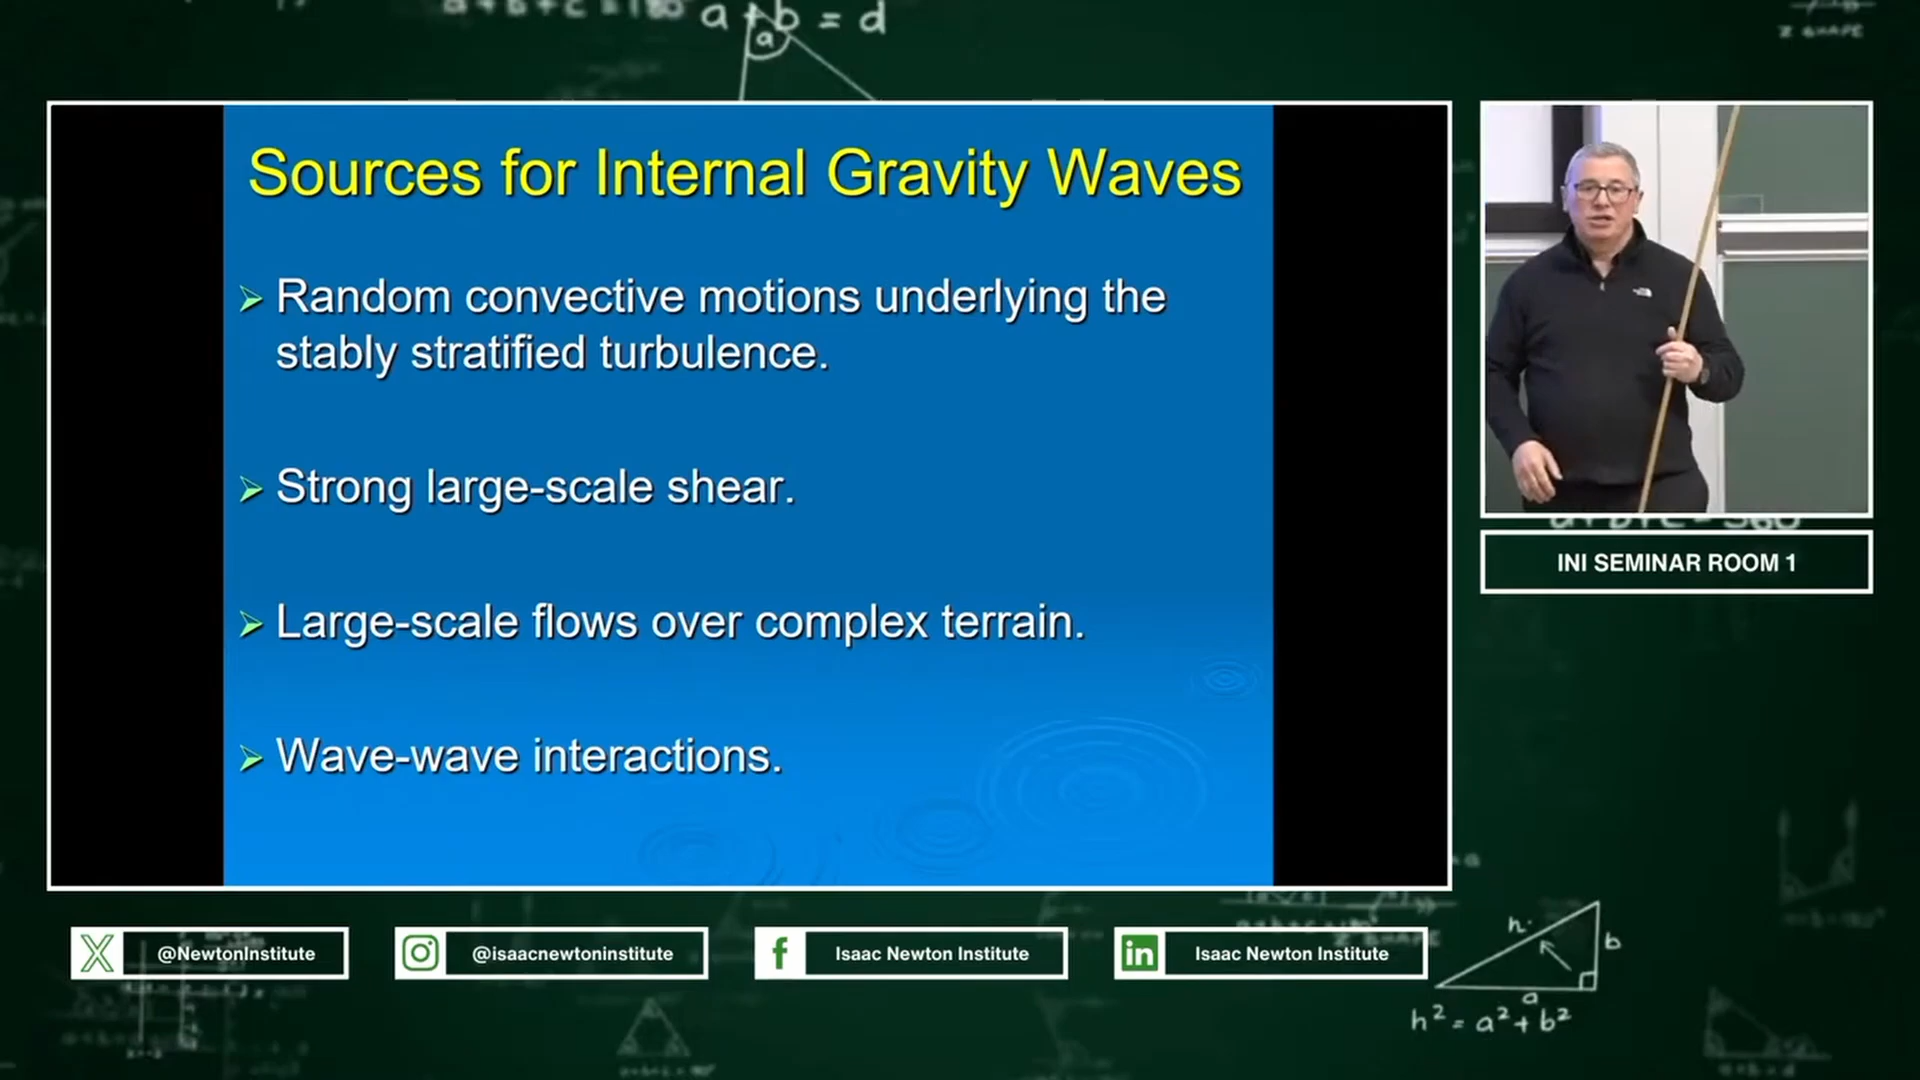 a + b = d
a
Z SHAPE
Sources for Internal Gravity Waves
Random convective motions underlying the
stably stratified turbulence.
Strong large-scale shear.
Large-scale flows over complex terrain.
Wave-wave interactions.
INI SEMINAR ROOM 1
@NewtonInstitute
@isaacnewtoninstitute
f
Isaac Newton Institute
in
Isaac Newton Institute
h
b
a
h² = a² + b²